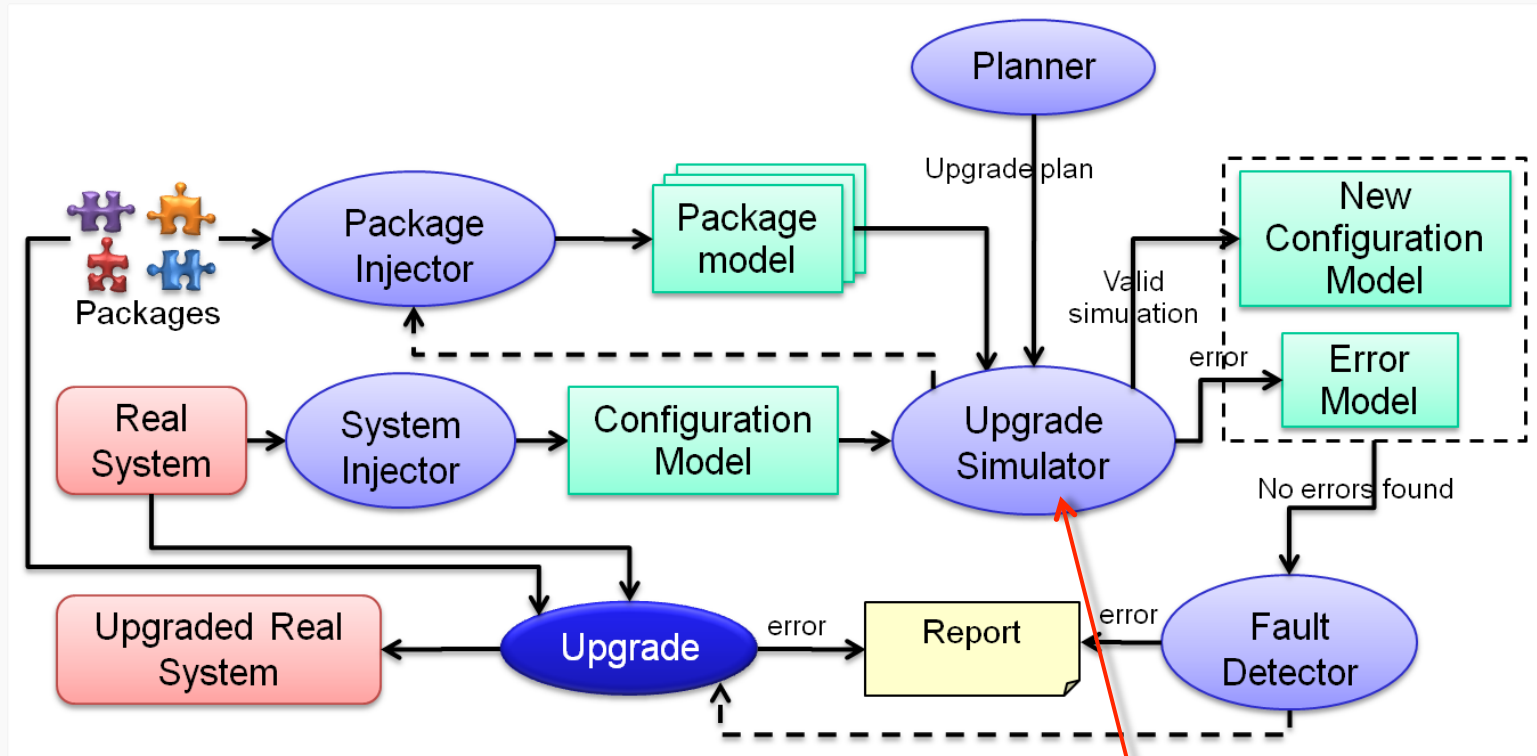 Planner
Upgrade plan
Packages
Package
Injector
Package
model
New
Configuration
Model
Valid
simulation
error
Error
Model
Real
System
System
Injector
Configuration
Model
Upgrade
Simulator
No errors found
Upgraded Real
System
Upgrade
error
Report
error
Fault
Detector